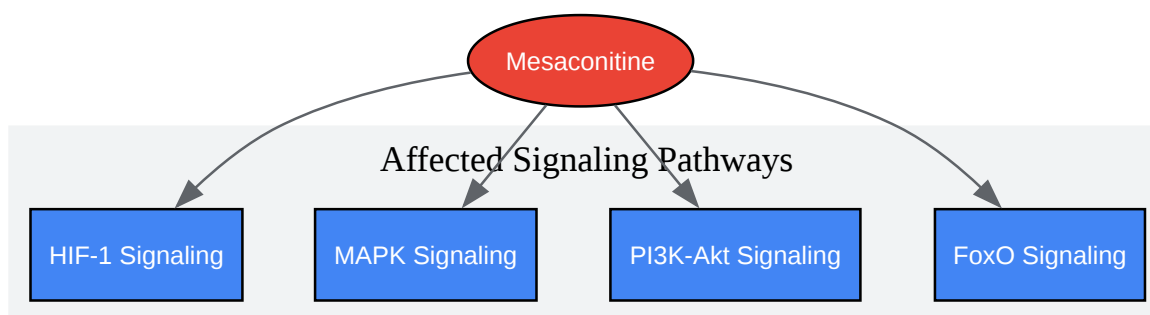 Mesaconitine
Affected Signaling Pathways
HIF-1 Signaling
MAPK Signaling
PI3K-Akt Signaling
FoxO Signaling